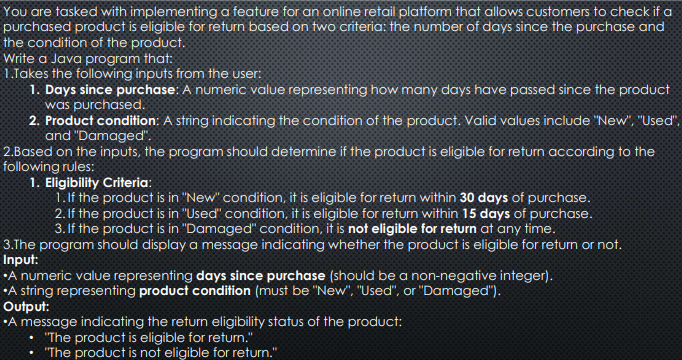 You are tasked with implementing a feature for an online retail platform that allows customers to check if a
purchased product is eligible for return based on two criteria: the number of days since the purchase and
the condition of the product.
Write a Java program that:
1.Takes the following inputs from the user:
1. Days since purchase: A numeric value representing how many days have passed since the product
was purchased.
2. Product condition: A string indicating the condition of the product. Valid values include "New", "Used",
and "Damaged".
2.Based on the inputs, the program should determine if the product is eligible for return according to the
following rules:
1. Eligibility Criteria:
1. If the product is in "New" condition, it is eligible for return within 30 days of purchase.
2. If the product is in "Used" condition, it is eligible for return within 15 days of purchase.
3. If the product is in "Damaged" condition, it is not eligible for return at any time.
3.The program should display a message indicating whether the product is eligible for return or not.
Input:
•A numeric value representing days since purchase (should be a non-negative integer).
•A string representing product condition (must be "New", "Used", or "Damaged").
Output:
•A message indicating the return eligibility status of the product:
• "The product is eligible for return."
• "The product is not eligible for return."